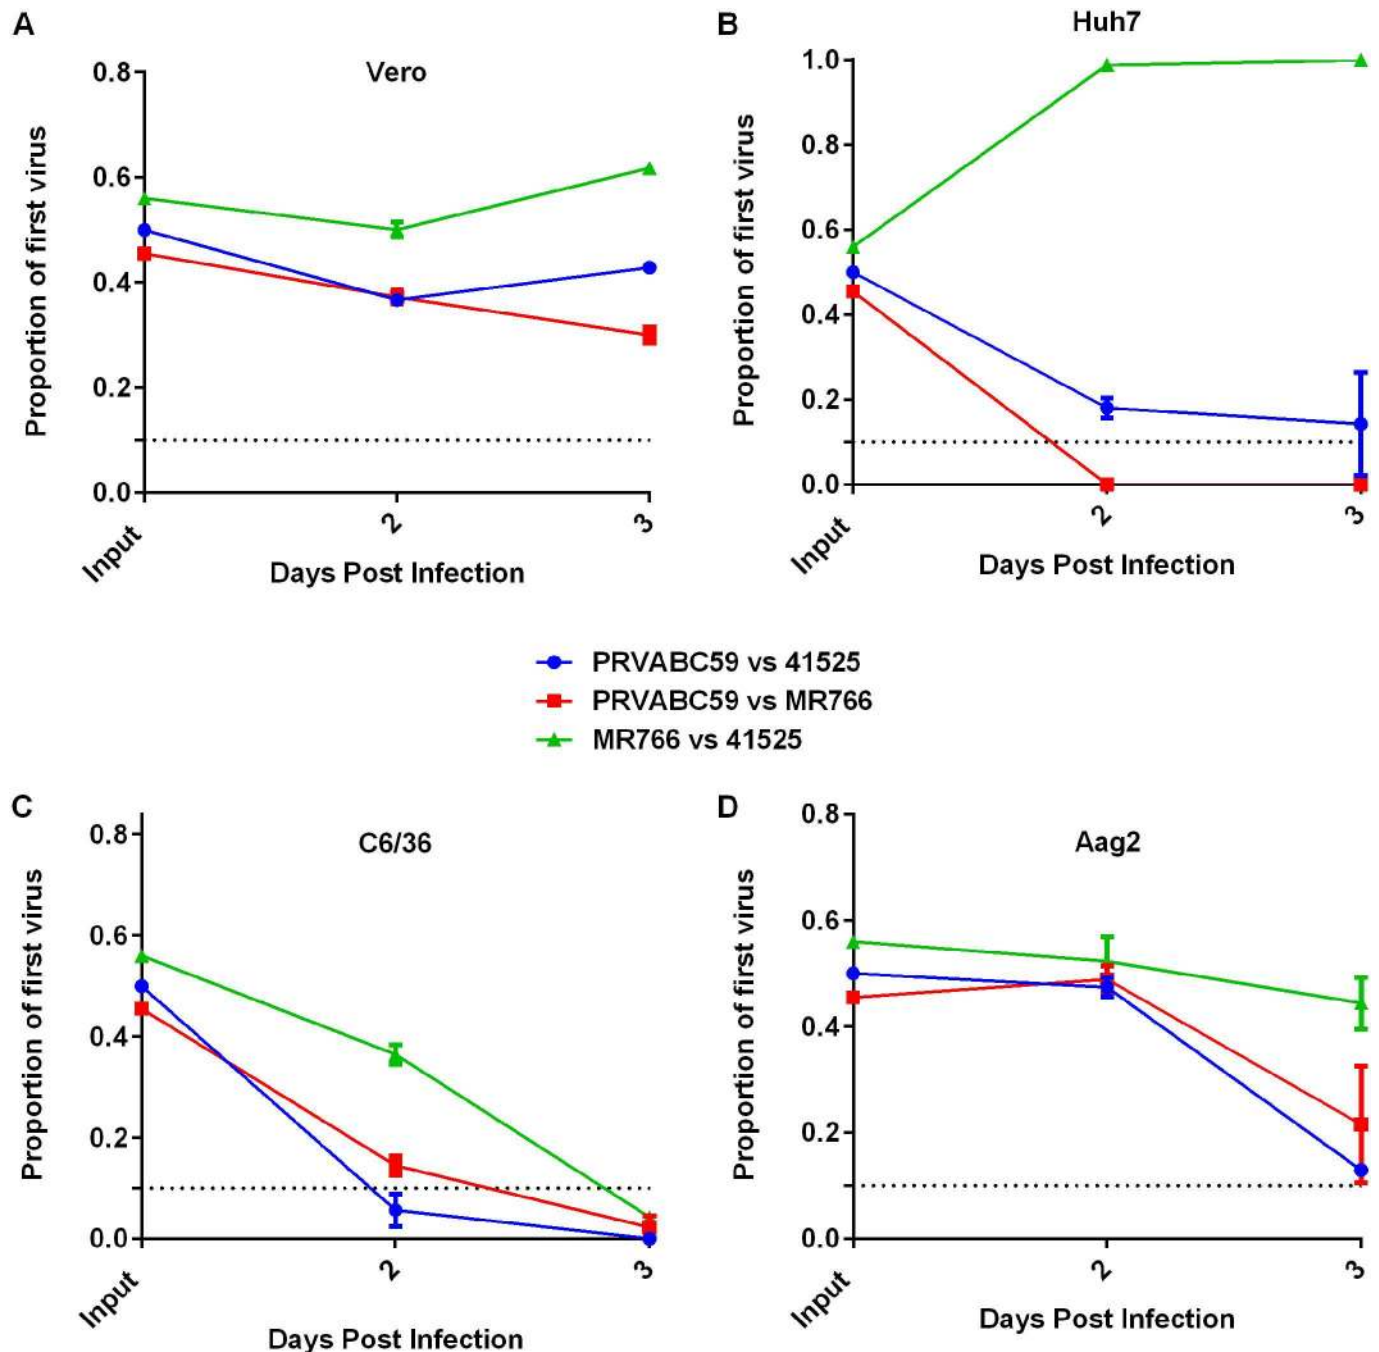 A
Vero
0.8
0.6
0.4
0.2
0.0
Proportion of first virus
Input
2
3
Days Post Infection
B
Huh7
1.0
0.8
0.6
0.4
0.2
0.0
Proportion of first virus
Input
2
3
Days Post Infection
PRVABC59 vs 41525
PRVABC59 vs MR766
MR766 vs 41525
C
C6/36
0.8
0.6
0.4
0.2
0.0
Proportion of first virus
Input
2
3
Days Post Infection
D
Aag2
0.8
0.6
0.4
0.2
0.0
Proportion of first virus
Input
2
3
Days Post Infection